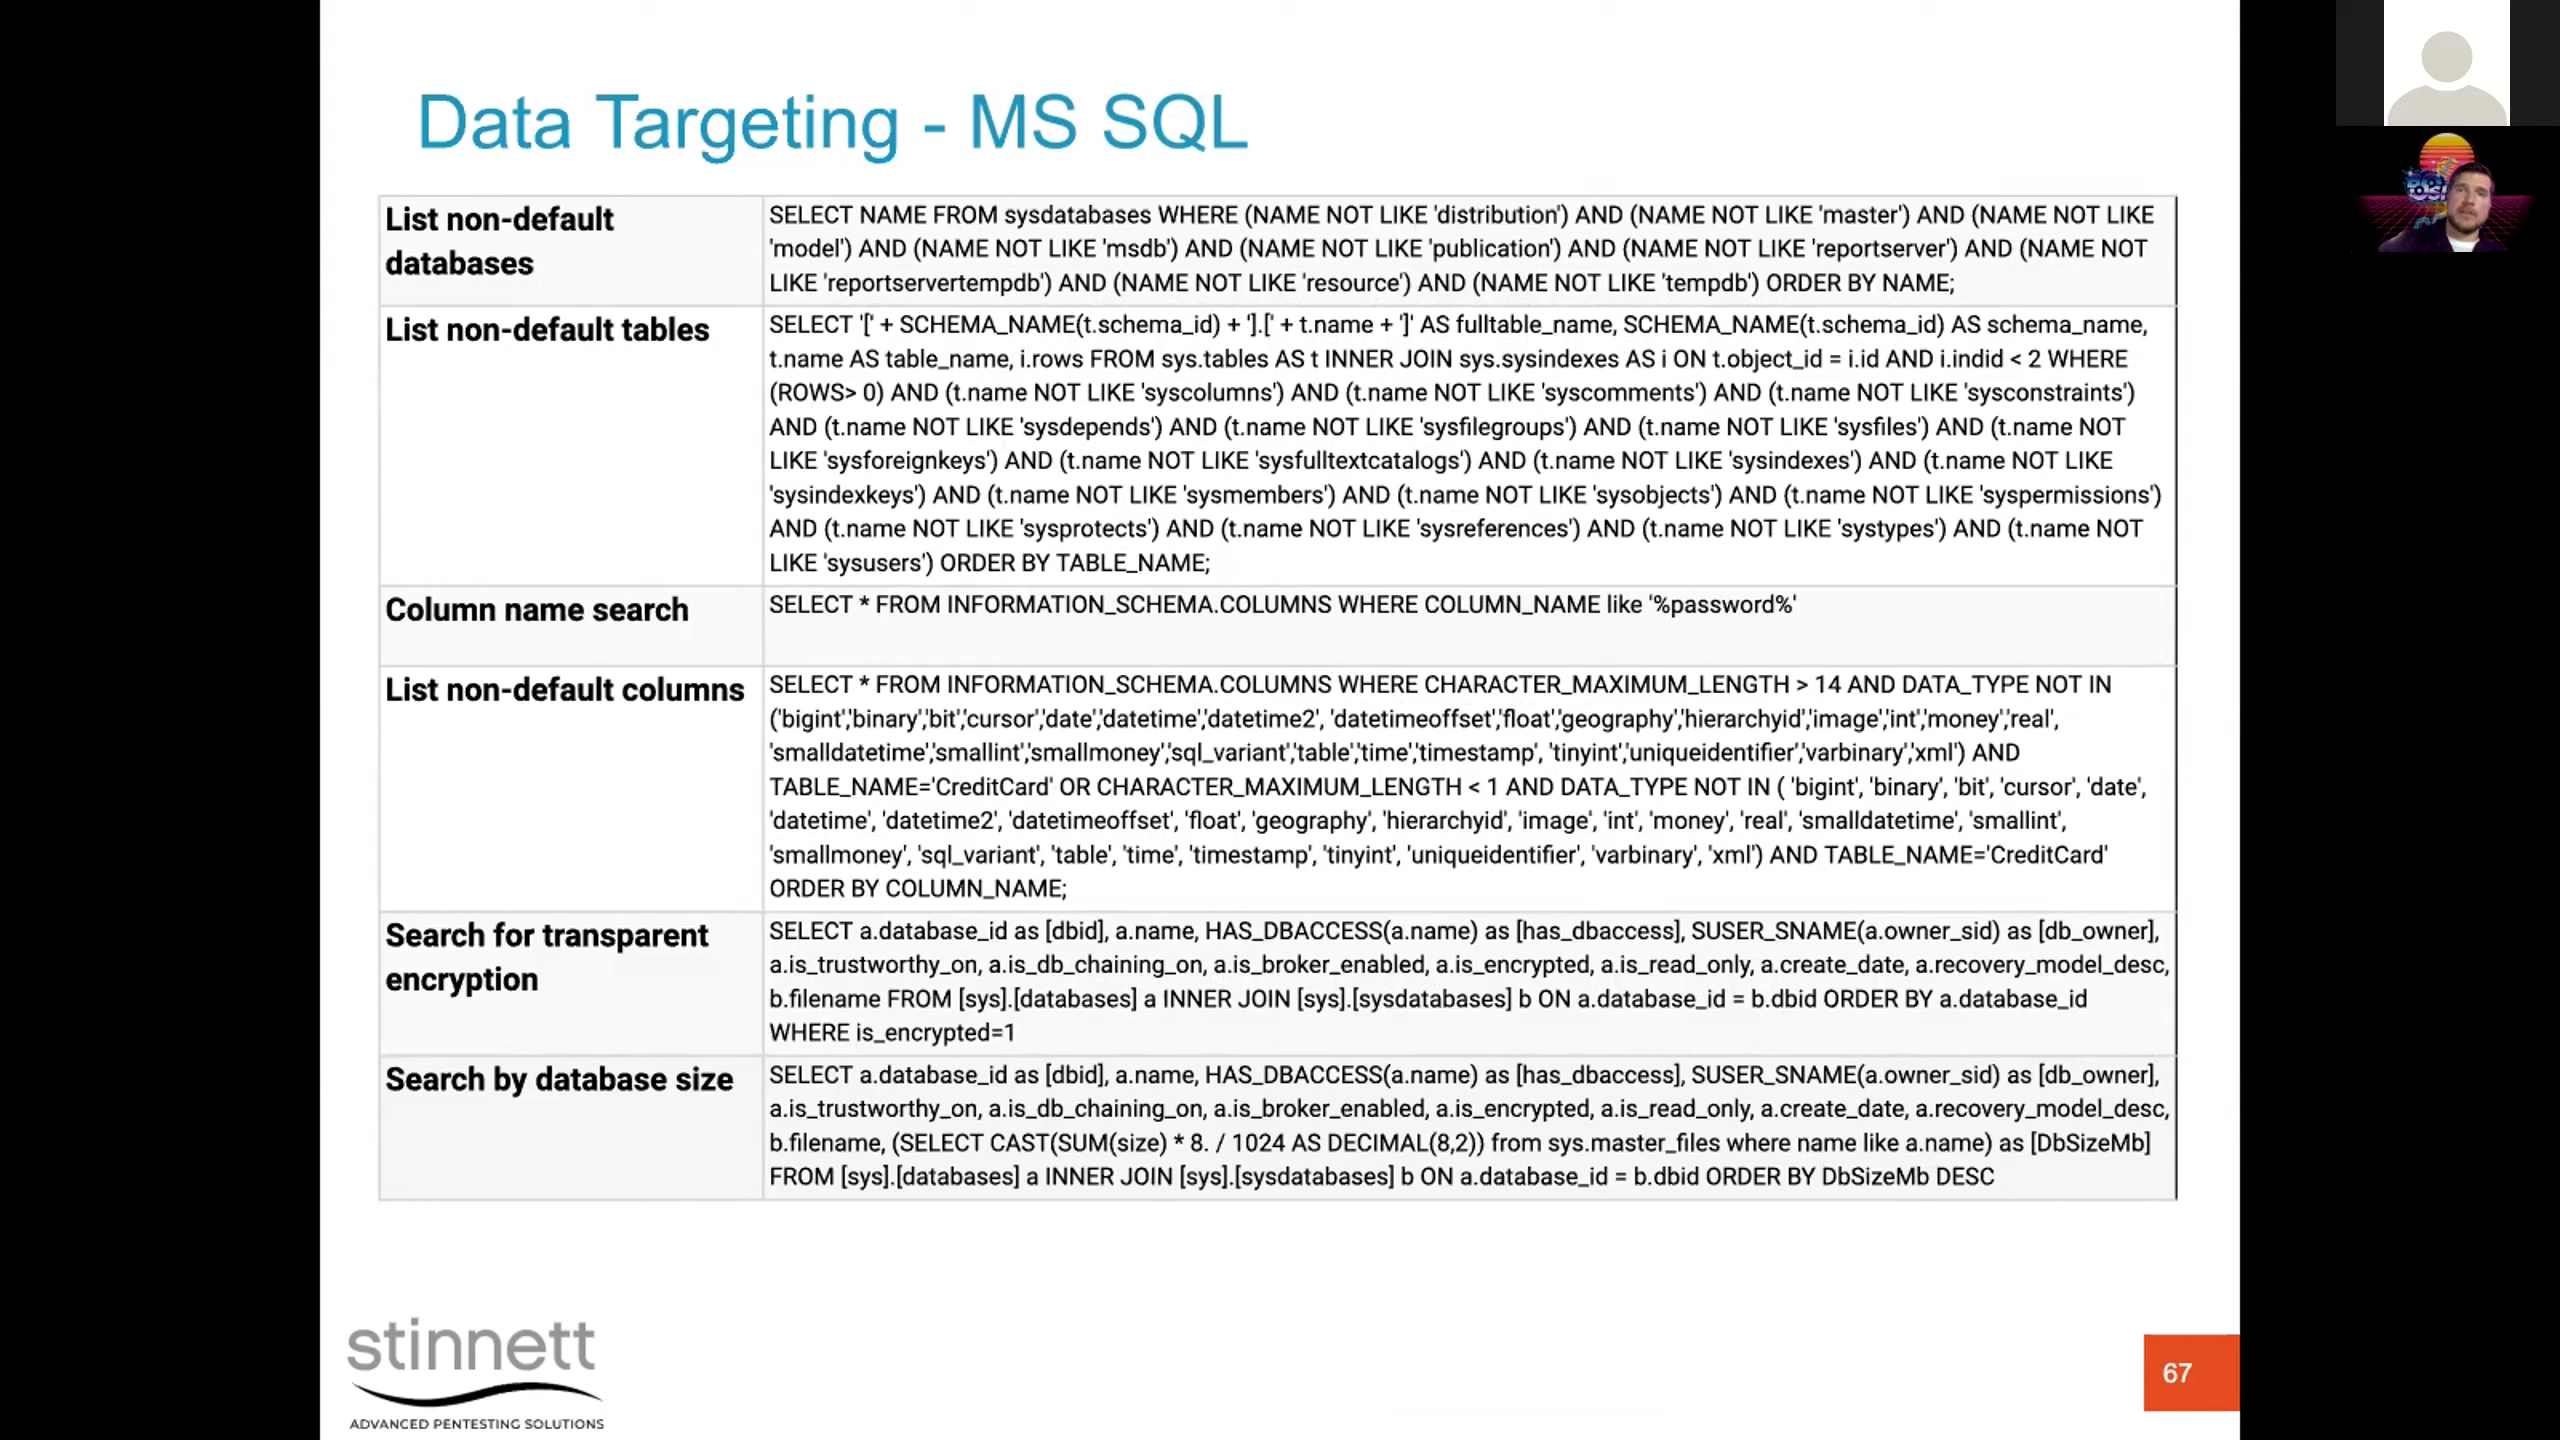 Data Targeting - MS SQL
List non-default
databases
SELECT NAME FROM sysdatabases WHERE (NAME NOT LIKE 'distribution') AND (NAME NOT LIKE 'master') AND (NAME NOT LIKE
'model') AND (NAME NOT LIKE 'msdb') AND (NAME NOT LIKE 'publication') AND (NAME NOT LIKE 'reportserver') AND (NAME NOT
LIKE 'reportservertempdb') AND (NAME NOT LIKE 'resource') AND (NAME NOT LIKE 'tempdb') ORDER BY NAME;
List non-default tables
SELECT '[' + SCHEMA_NAME(t.schema_id) + '].[' + t.name + ']' AS fulltable_name, SCHEMA_NAME(t.schema_id) AS schema_name,
t.name AS table_name, i.rows FROM sys.tables AS t INNER JOIN sys.sysindexes AS i ON t.object_id = i.id AND i.indid < 2 WHERE
(ROWS> 0) AND (t.name NOT LIKE 'syscolumns') AND (t.name NOT LIKE 'syscomments') AND (t.name NOT LIKE 'sysconstraints')
AND (t.name NOT LIKE 'sysdepends') AND (t.name NOT LIKE 'sysfilegroups') AND (t.name NOT LIKE 'sysfiles') AND (t.name NOT
LIKE 'sysforeignkeys') AND (t.name NOT LIKE 'sysfulltextcatalogs') AND (t.name NOT LIKE 'sysindexes') AND (t.name NOT LIKE
'sysindexkeys') AND (t.name NOT LIKE 'sysmembers') AND (t.name NOT LIKE 'sysobjects') AND (t.name NOT LIKE 'syspermissions')
AND (t.name NOT LIKE 'sysprotects') AND (t.name NOT LIKE 'sysreferences') AND (t.name NOT LIKE 'systypes') AND (t.name NOT
LIKE 'sysusers') ORDER BY TABLE_NAME;
Column name search
SELECT * FROM INFORMATION_SCHEMA.COLUMNS WHERE COLUMN_NAME like '%password%'
List non-default columns
SELECT * FROM INFORMATION_SCHEMA.COLUMNS WHERE CHARACTER_MAXIMUM_LENGTH > 14 AND DATA_TYPE NOT IN
('bigint','binary','bit','cursor','date','datetime','datetime2', 'datetimeoffset','float','geography','hierarchyid','image','int','money','real',
'smalldatetime','smallint','smallmoney','sql_variant','table','time','timestamp', 'tinyint','uniqueidentifier','varbinary','xml') AND
TABLE_NAME='CreditCard' OR CHARACTER_MAXIMUM_LENGTH < 1 AND DATA_TYPE NOT IN ( 'bigint', 'binary', 'bit', 'cursor', 'date',
'datetime', 'datetime2', 'datetimeoffset', 'float', 'geography', 'hierarchyid', 'image', 'int', 'money', 'real', 'smalldatetime', 'smallint',
'smallmoney', 'sql_variant', 'table', 'time', 'timestamp', 'tinyint', 'uniqueidentifier', 'varbinary', 'xml') AND TABLE_NAME='CreditCard'
ORDER BY COLUMN_NAME;
Search for transparent
encryption
SELECT a.database_id as [dbid], a.name, HAS_DBACCESS(a.name) as [has_dbaccess], SUSER_SNAME(a.owner_sid) as [db_owner],
a.is_trustworthy_on, a.is_db_chaining_on, a.is_broker_enabled, a.is_encrypted, a.is_read_only, a.create_date, a.recovery_model_desc,
b.filename FROM [sys].[databases] a INNER JOIN [sys].[sysdatabases] b ON a.database_id = b.dbid ORDER BY a.database_id
WHERE is_encrypted=1
Search by database size
SELECT a.database_id as [dbid], a.name, HAS_DBACCESS(a.name) as [has_dbaccess], SUSER_SNAME(a.owner_sid) as [db_owner],
a.is_trustworthy_on, a.is_db_chaining_on, a.is_broker_enabled, a.is_encrypted, a.is_read_only, a.create_date, a.recovery_model_desc,
b.filename, (SELECT CAST(SUM(size) * 8. / 1024 AS DECIMAL(8,2)) from sys.master_files where name like a.name) as [DbSizeMb]
FROM [sys].[databases] a INNER JOIN [sys].[sysdatabases] b ON a.database_id = b.dbid ORDER BY DbSizeMb DESC
stinnett
ADVANCED PENTESTING SOLUTIONS
67